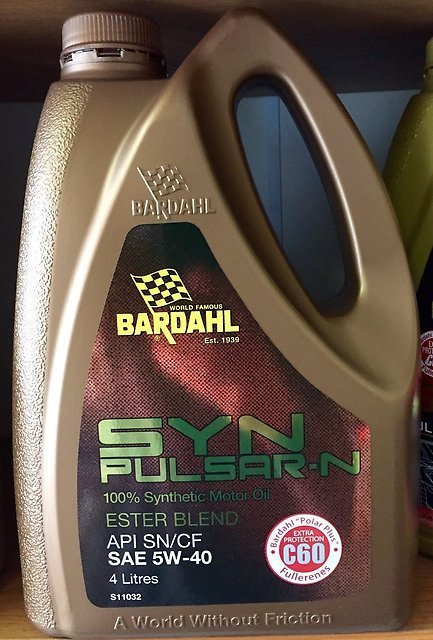 BARDAHL
WORLD FAMOUS
BARDAHL
®
Est. 1939
SYN
PULSAR-N
100% Synthetic Motor Oil
ESTER BLEND
API SN/CF
SAE 5W-40
4 Litres
S11032
Bardahl "Polar Plus"
EXTRA
PROTECTION
C60
Fullerenes
A World Without Friction